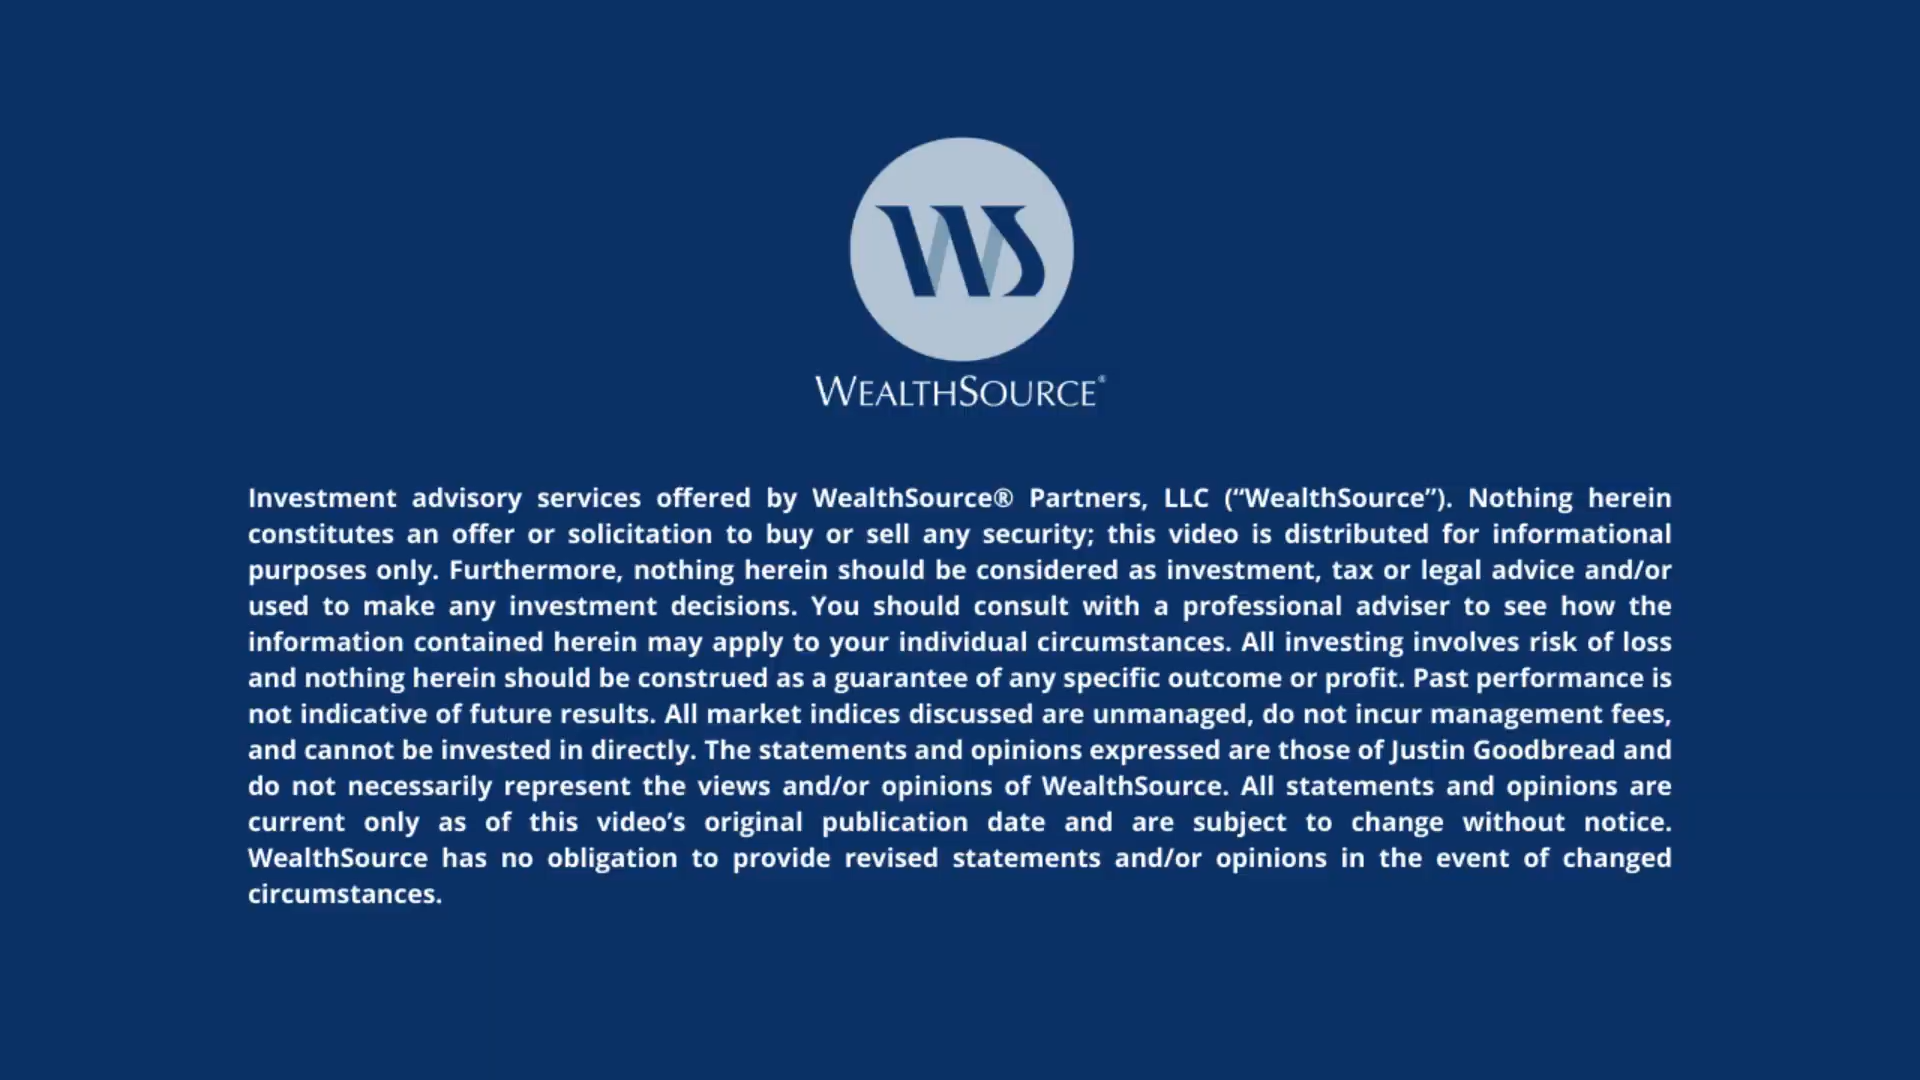 WS
WEALTHSOURCE®
Investment advisory services offered by WealthSource® Partners, LLC (“WealthSource”). Nothing herein
constitutes an offer or solicitation to buy or sell any security; this video is distributed for informational
purposes only. Furthermore, nothing herein should be considered as investment, tax or legal advice and/or
used to make any investment decisions. You should consult with a professional adviser to see how the
information contained herein may apply to your individual circumstances. All investing involves risk of loss
and nothing herein should be construed as a guarantee of any specific outcome or profit. Past performance is
not indicative of future results. All market indices discussed are unmanaged, do not incur management fees,
and cannot be invested in directly. The statements and opinions expressed are those of Justin Goodbread and
do not necessarily represent the views and/or opinions of WealthSource. All statements and opinions are
current only as of this video’s original publication date and are subject to change without notice.
WealthSource has no obligation to provide revised statements and/or opinions in the event of changed
circumstances.